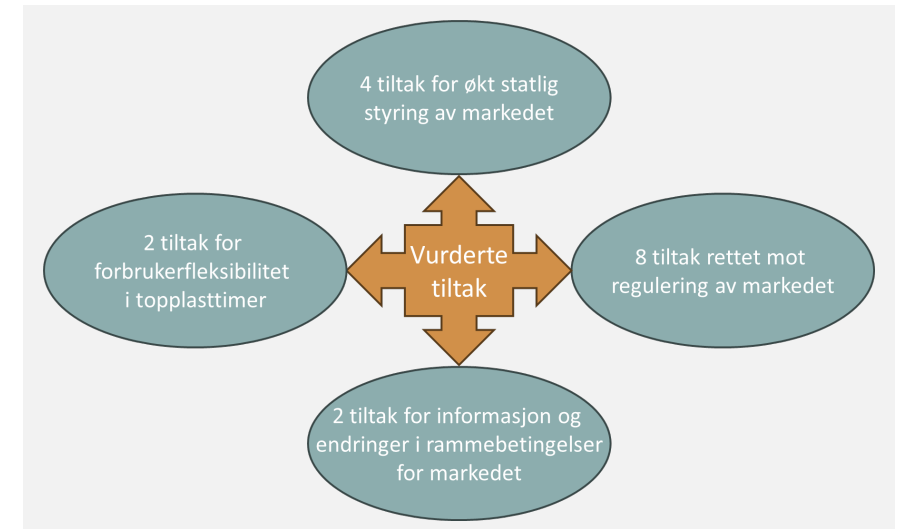 4 tiltak for økt statlig
styring av markedet
2 tiltak for
forbrukerfleksibilitet
i topplasttimer
Vurderte
tiltak
8 tiltak rettet mot
regulering av markedet
2 tiltak for informasjon og
endringer i rammebetingelser
for markedet